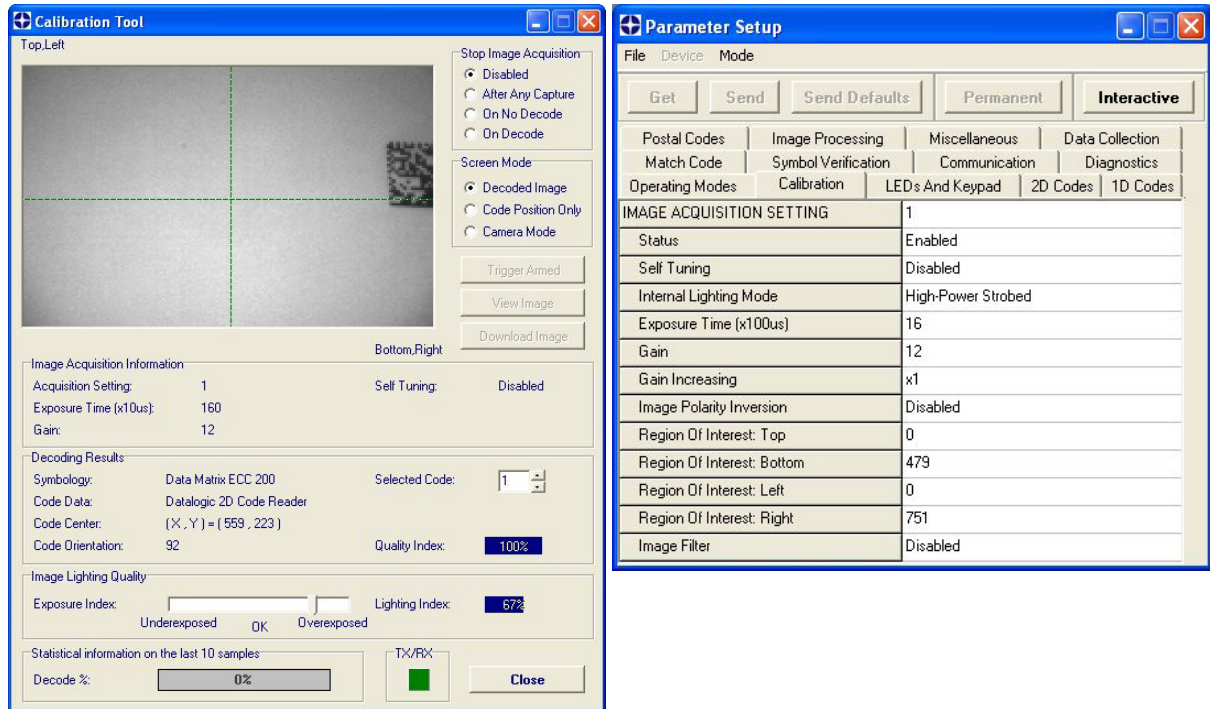 Calibration Tool
Top,Left
Stop Image Acquisition
Disabled
After Any Capture
On No Decode
On Decode
Screen Mode
Decoded Image
Code Position Only
Camera Mode
Trigger Armed
View Image
Download Image
Bottom,Right
Image Acquisition Information
Acquisition Setting: 1 Self Tuning: Disabled
Exposure Time (x10us): 160
Gain: 12
Decoding Results
Symbology: Data Matrix ECC 200 Selected Code: 1
Code Data: Datalogic 2D Code Reader
Code Center: ( X , Y ) = ( 559 , 223 )
Code Orientation: 92 Quality Index: 100%
Image Lighting Quality
Exposure Index: Lighting Index: 67%
Underexposed OK Overexposed
Statistical information on the last 10 samples TX/RX
Decode %: 0% Close
Parameter Setup
File Device Mode
Get Send Send Defaults Permanent Interactive
Postal Codes Image Processing Miscellaneous Data Collection
Match Code Symbol Verification Communication Diagnostics
Operating Modes Calibration LEDs And Keypad 2D Codes 1D Codes
IMAGE ACQUISITION SETTING 1
Status Enabled
Self Tuning Disabled
Internal Lighting Mode High-Power Strobed
Exposure Time (x100us) 16
Gain 12
Gain Increasing x1
Image Polarity Inversion Disabled
Region Of Interest: Top 0
Region Of Interest: Bottom 479
Region Of Interest: Left 0
Region Of Interest: Right 751
Image Filter Disabled